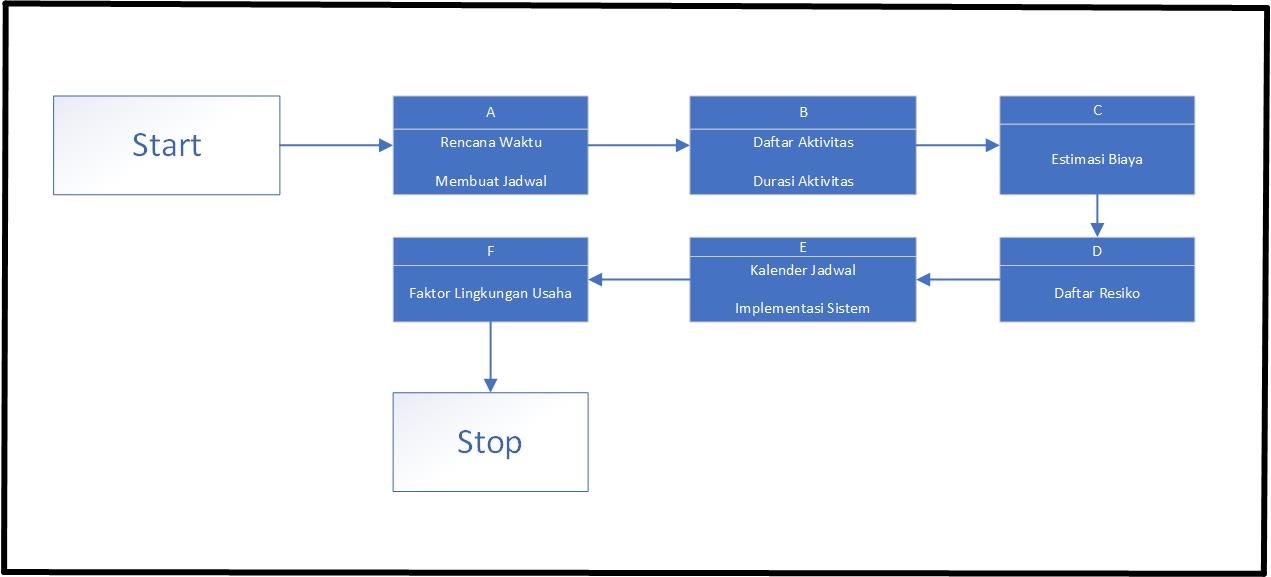 Start
A
Rencana Waktu
Membuat Jadwal
B
Daftar Aktivitas
Durasi Aktivitas
C
Estimasi Biaya
D
Daftar Resiko
E
Kalender Jadwal
Implementasi Sistem
F
Faktor Lingkungan Usaha
Stop